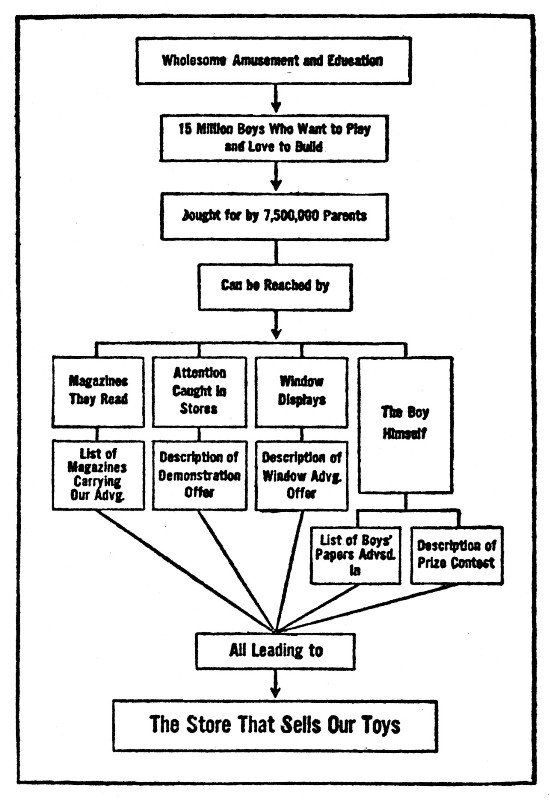 Wholesome Amusement and Education
15 Million Boys Who Want to Play
and Love to Build
Bought for by 7,500,000 Parents
Can be Reached by
Magazines
They Read
Attention
Caught in
Stores
Window
Displays
The Boy
Himself
List of
Magazines
Carrying
Our Advg.
Description of
Demonstration
Offer
Description of
Window Advg.
Offer
List of Boys'
Papers Advsd.
In
Description of
Prize Contest
All Leading to
The Store That Sells Our Toys